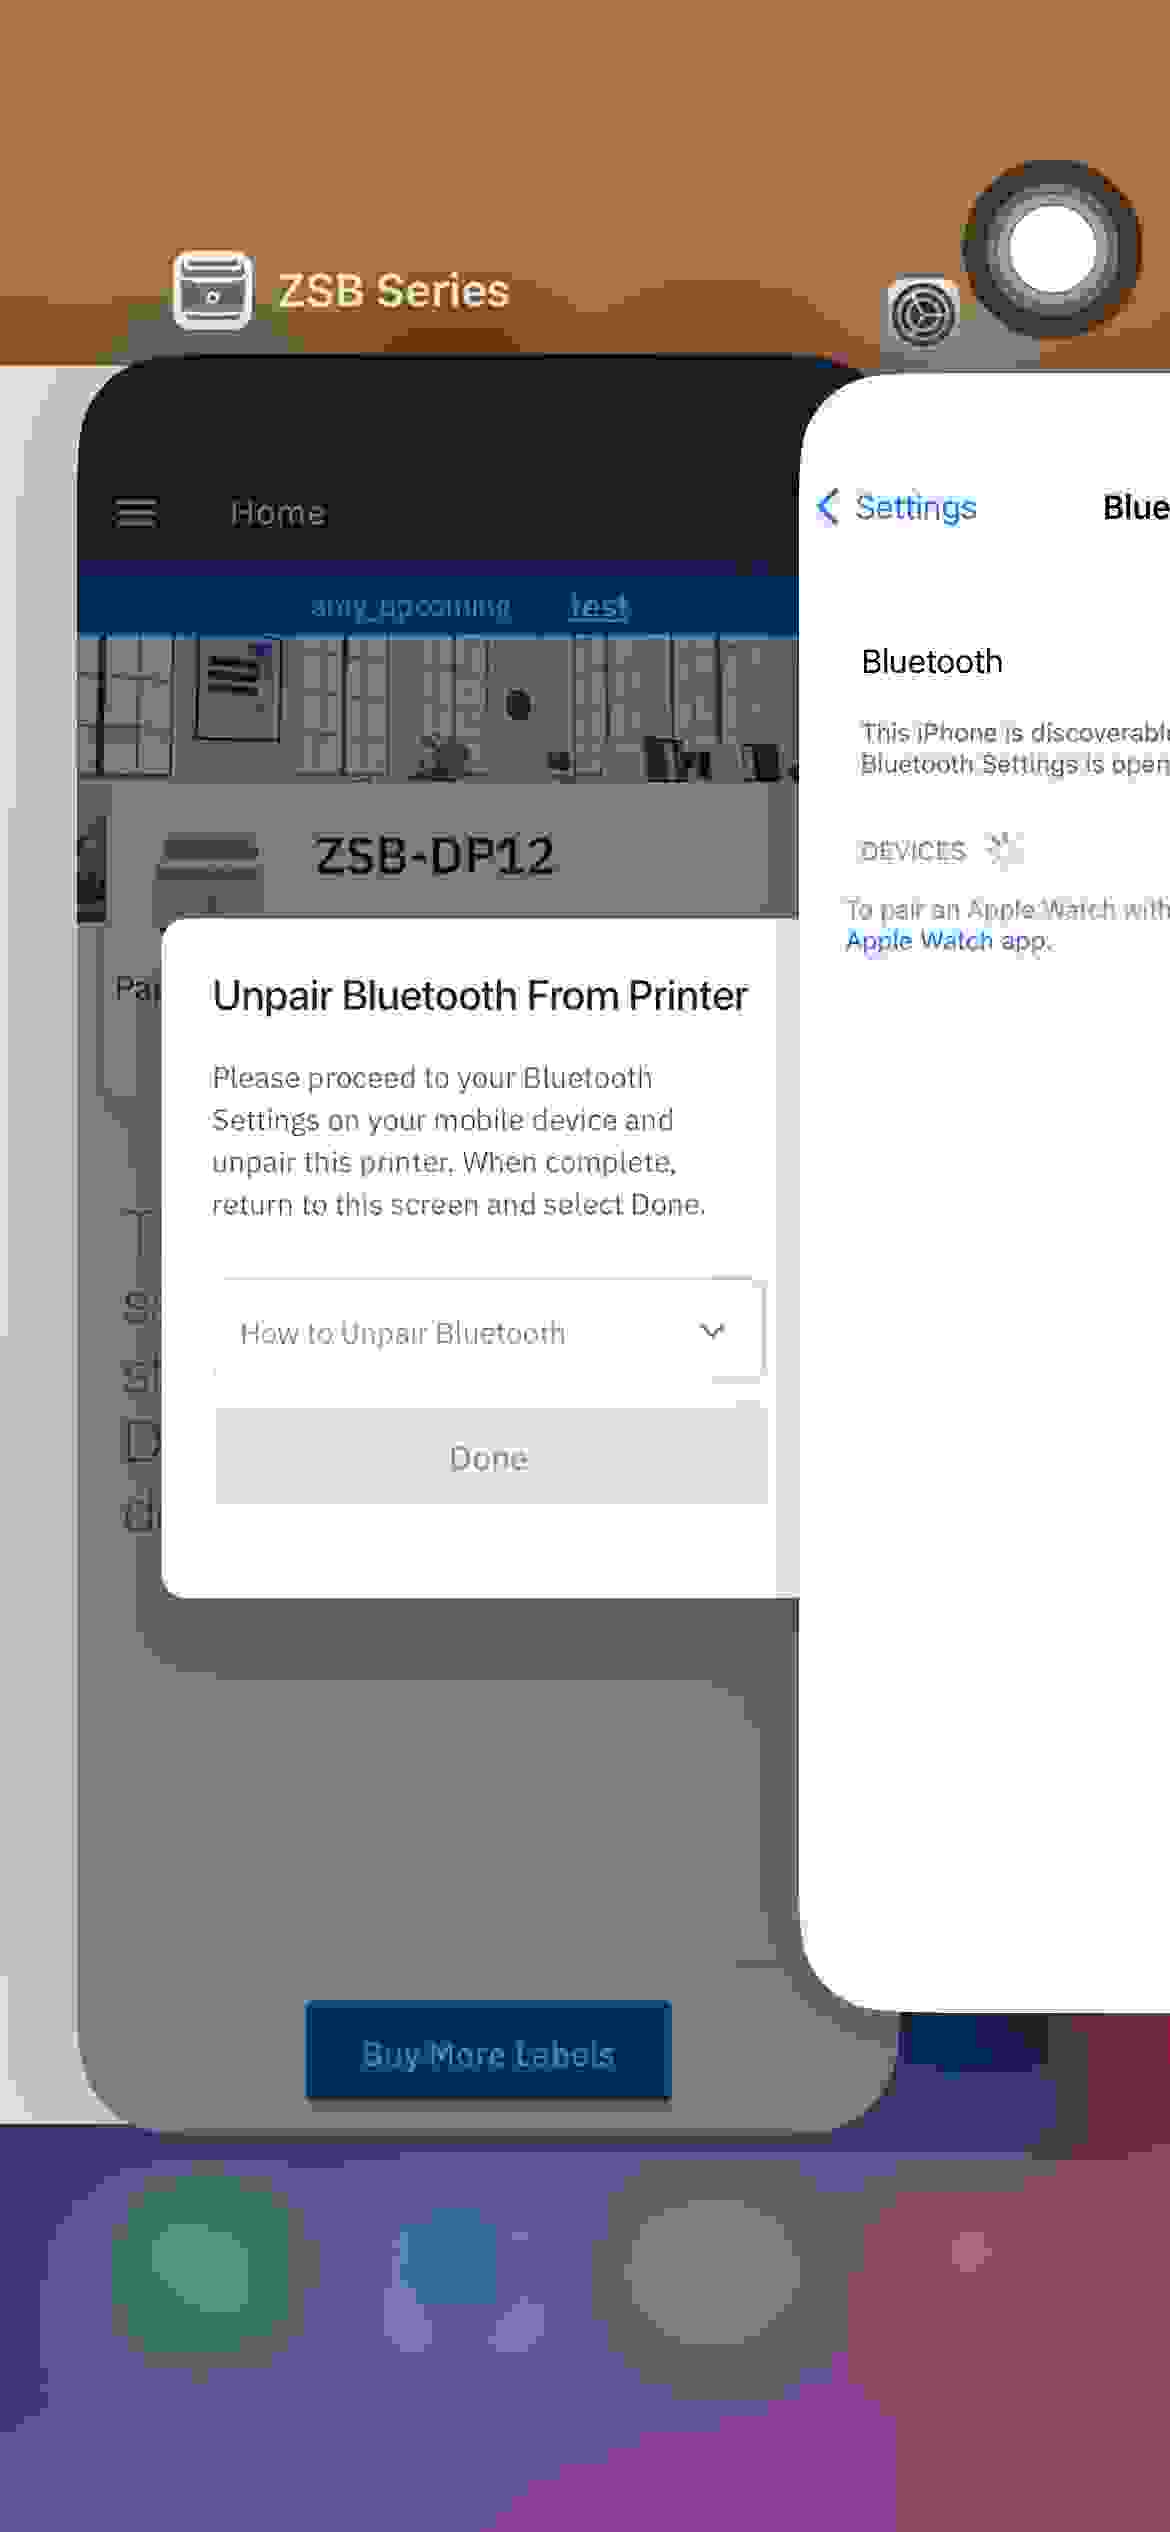 ZSB Series
Home
test
ZSB-DP12
Unpair Bluetooth From Printer
Please proceed to your Bluetooth
Settings on your mobile device and
unpair this printer. When complete,
return to this screen and select Done.
How to Unpair Bluetooth
Done
Buy More Labels
Settings
Blue
Bluetooth
This iPhone is discoverable
Bluetooth Settings is open
DEVICES
To pair an Apple Watch with
Apple Watch app.